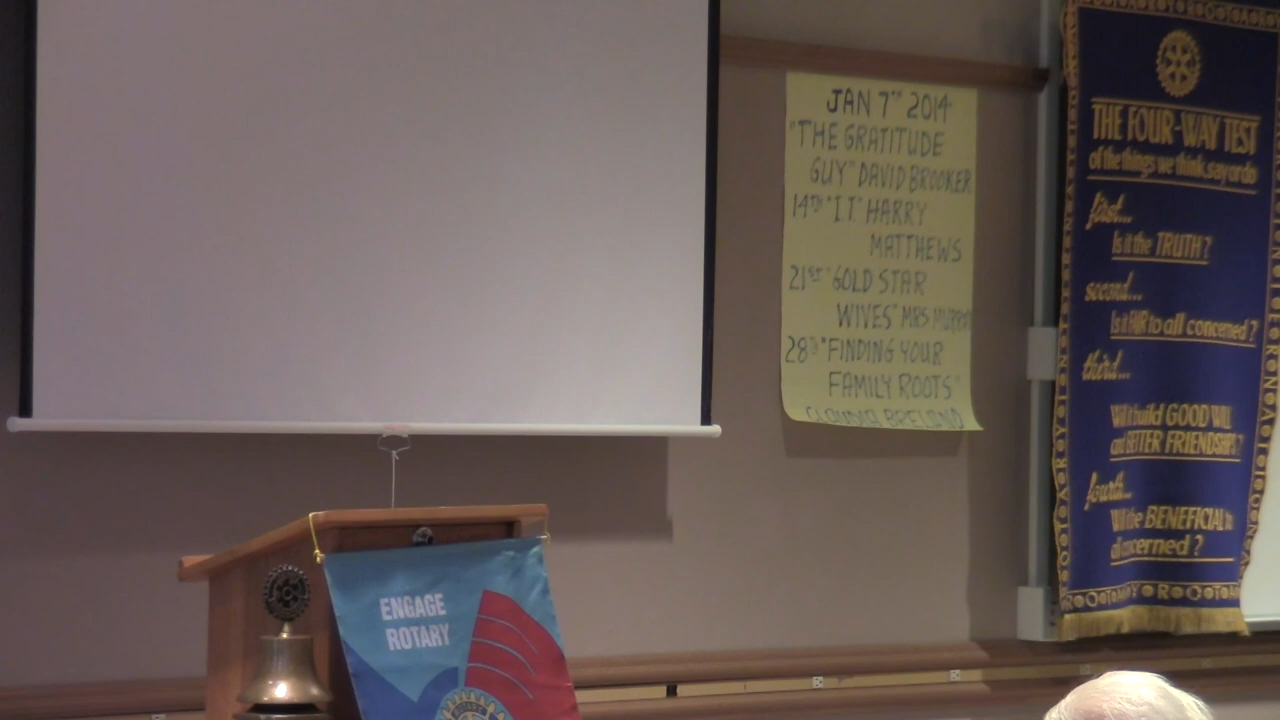 JAN 7TH 2014
"THE GRATITUDE
GUY" DAVID BROOKER
14TH "I.T." HARRY
MATTHEWS
21ST "GOLD STAR
WIVES" MRS
28TH "FINDING YOUR
FAMILY ROOTS"
CLAUDIA BRELAND
THE FOUR-WAY TEST
of the things we think, say or do
first...
Is it the TRUTH?
second...
Is it FAIR to all concerned?
third...
Will it build GOOD WILL
and BETTER FRIENDSHIPS?
fourth...
Will it be BENEFICIAL to
all concerned?
ENGAGE
ROTARY
ROTARY